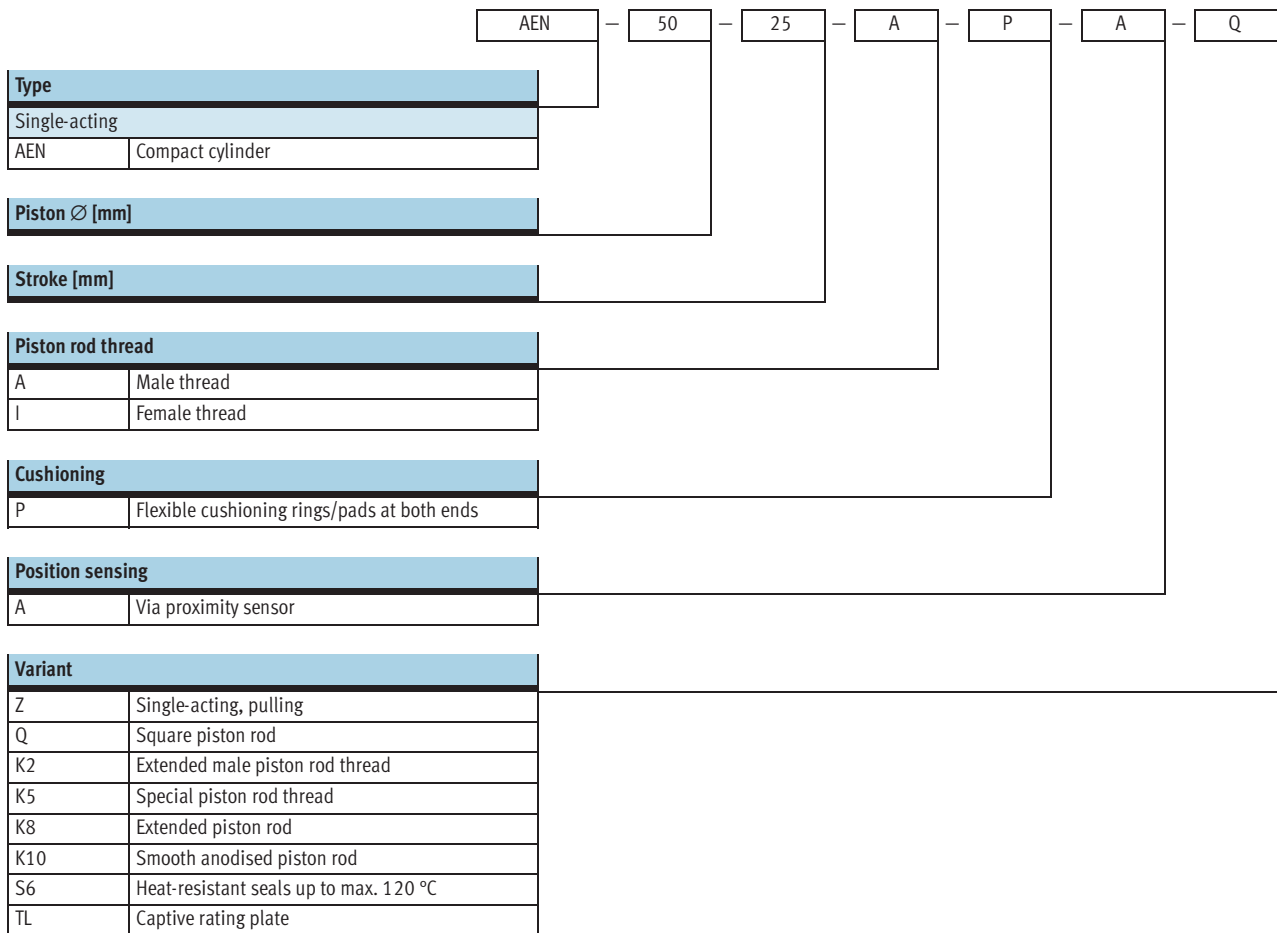 AEN — 50 — 25 — A — P — A — Q
Type
Single-acting
AEN Compact cylinder
Piston ∅ [mm]
Stroke [mm]
Piston rod thread
A Male thread
I Female thread
Cushioning
P Flexible cushioning rings/pads at both ends
Position sensing
A Via proximity sensor
Variant
Z Single-acting, pulling
Q Square piston rod
K2 Extended male piston rod thread
K5 Special piston rod thread
K8 Extended piston rod
K10 Smooth anodised piston rod
S6 Heat-resistant seals up to max. 120 °C
TL Captive rating plate